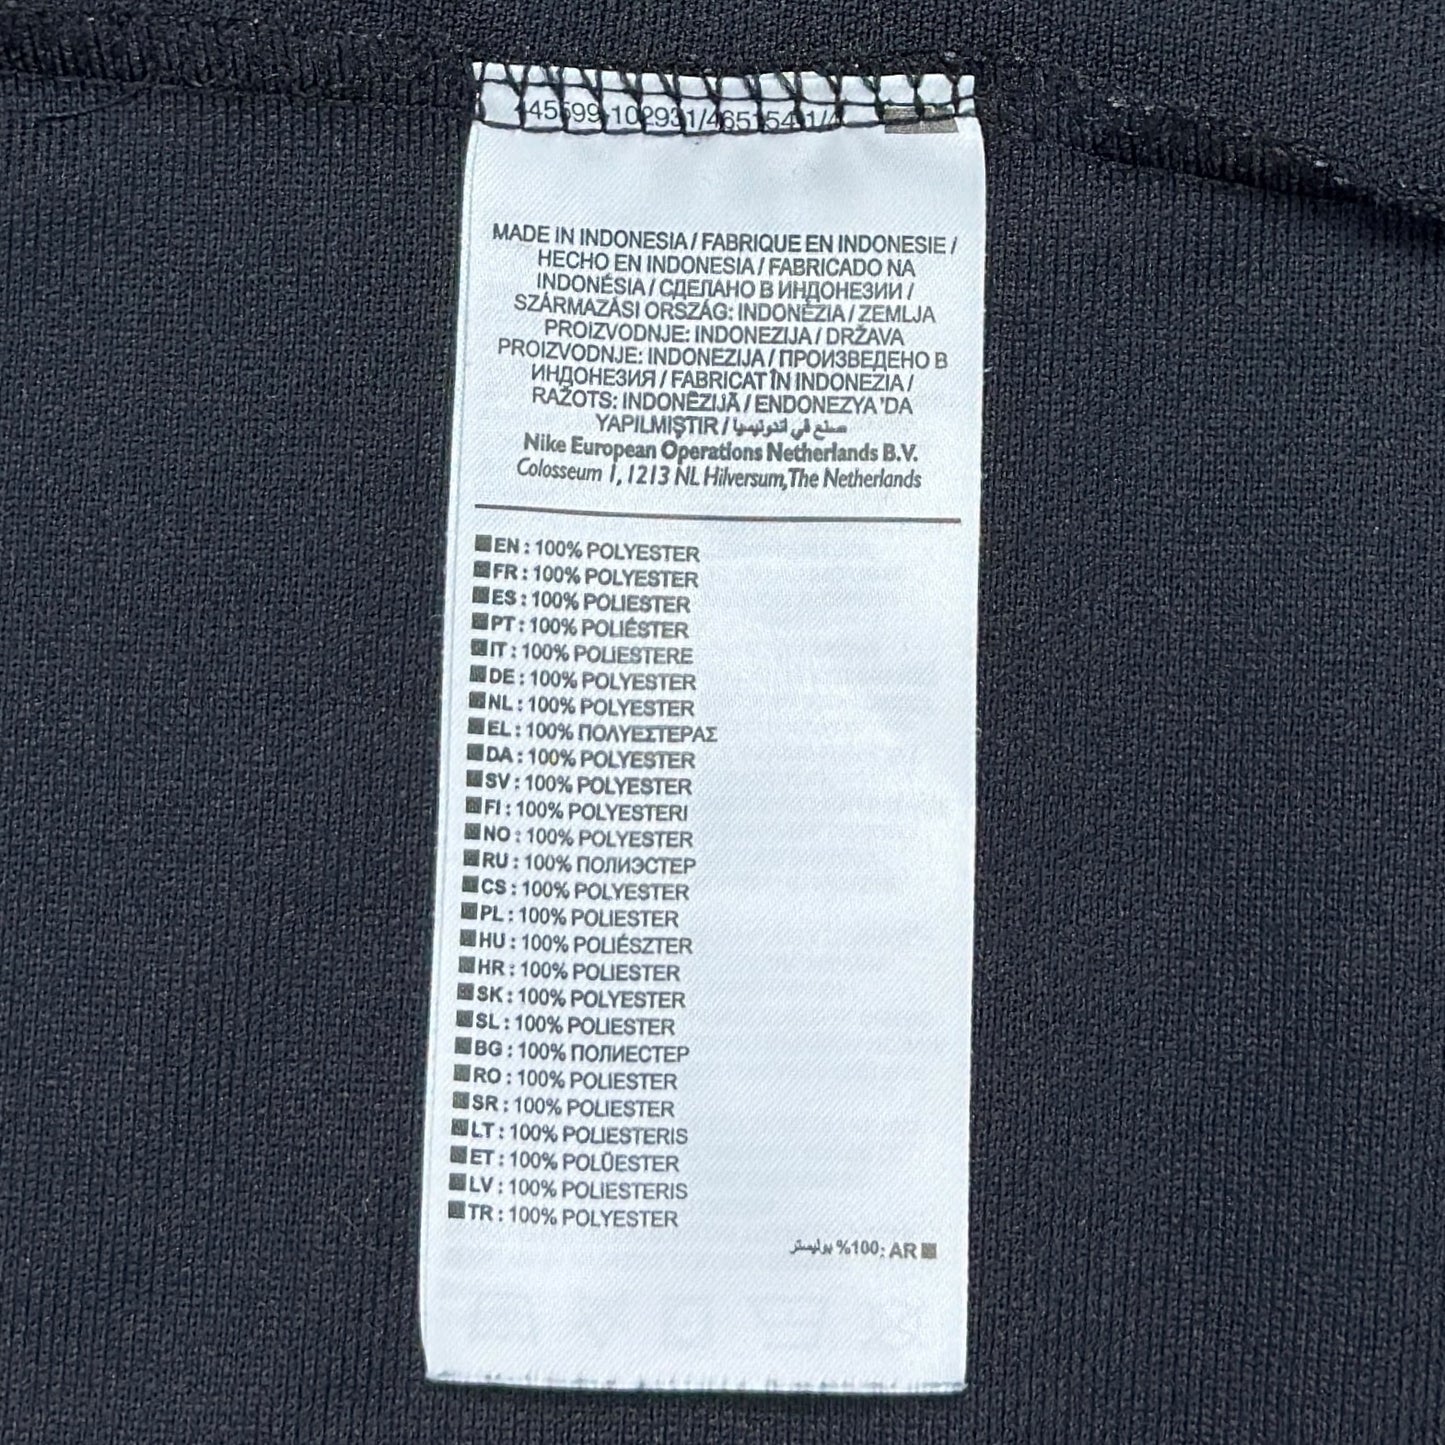 MADE IN INDONESIA / FABRIQUE EN INDONESIE /
HECHO EN INDONESIA / FABRICADO NA
INDONÉSIA / СДЕЛАНО В ИНДОНЕЗИИ /
SZÁRMAZÁSI ORSZÁG: INDONÉZIA / ZEMLJA
PROIZVODNJE: INDONEZIJA / DRŽAVA
PROIZVODNJE: INDONEZIJA / ПРОИЗВЕДЕНО В
ИНДОНЕЗИЯ / FABRICAT ÎN INDONEZIA /
RAŽOTS: INDONĒZIJĀ / ENDONEZYA 'DA
YAPILMIŞTIR / صنع في أندونيسيا
Nike European Operations Netherlands B.V.
Colosseum 1, 1213 NL Hilversum, The Netherlands
EN : 100% POLYESTER
FR : 100% POLYESTER
ES : 100% POLIESTER
PT : 100% POLIÉSTER
IT : 100% POLIESTERE
DE : 100% POLYESTER
NL : 100% POLYESTER
EL : 100% ΠΟΛΥΕΣΤΕΡΑΣ
DA : 100% POLYESTER
SV : 100% POLYESTER
FI : 100% POLYESTERI
NO : 100% POLYESTER
RU : 100% ПОЛИЭСТЕР
CS : 100% POLYESTER
PL : 100% POLIESTER
HU : 100% POLIÉSZTER
HR : 100% POLIESTER
SK : 100% POLYESTER
SL : 100% POLIESTER
BG : 100% ПОЛИЕСТЕР
RO : 100% POLIESTER
SR : 100% POLIESTER
LT : 100% POLIESTERIS
ET : 100% POLÜESTER
LV : 100% POLIESTERIS
TR : 100% POLYESTER
AR :100% بوليستر